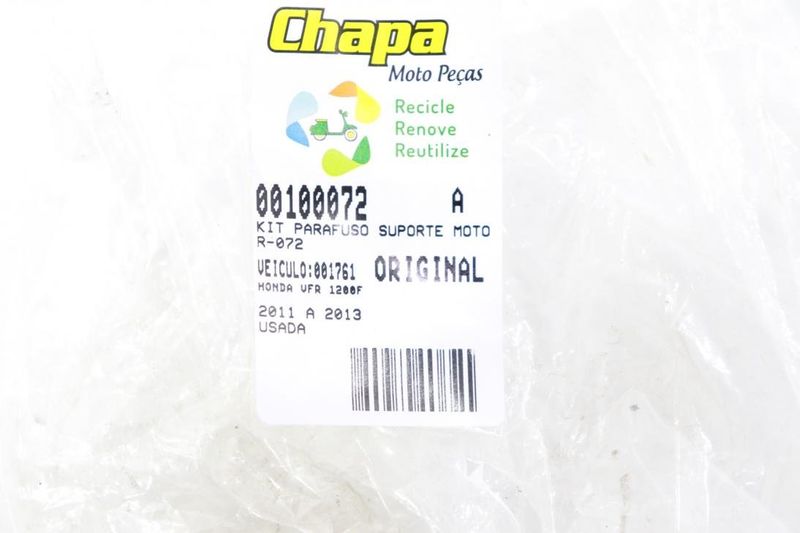 Chapa
Moto Peças
Recicle
Renove
Reutilize
00100072 A
KIT PARAFUSO SUPORTE MOTO
R-072
VEICULO:001761 ORIGINAL
HONDA VFR 1200F
2011 A 2013
USADA